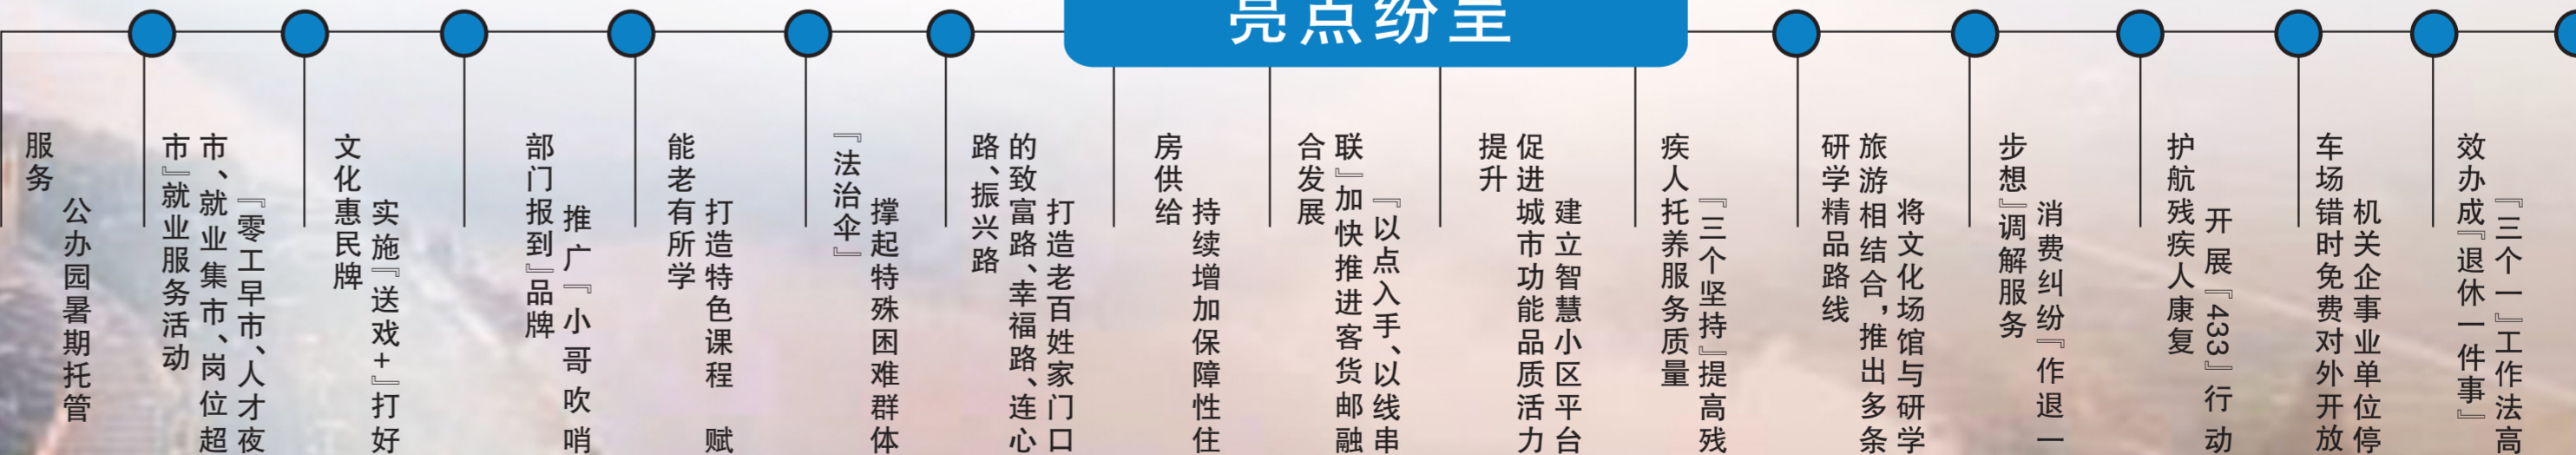 亮点纷呈
『三个一』工作法高
效办成『退休一件事』
机关企事业单位停
车场错时免费对外开放
开展『433』行动
护航残疾人康复
消费纠纷『作退一
步想』调解服务
将文化场馆与研学
旅游相结合，推出多条
研学精品路线
『三个坚持』提高残
疾人托养服务质量
建立智慧小区平台
促进城市功能品质活力
提升
『以点入手、以线串
联』加快推进客货邮融
合发展
持续增加保障性住
房供给
打造老百姓家门口
的致富路、幸福路、连心
路、振兴路
撑起特殊困难群体
『法治伞』
打造特色课程 赋
能老有所学
推广『小哥吹哨
部门报到』品牌
实施『送戏+』打好
文化惠民牌
『零工早市、人才夜
市、就业集市、岗位超
市』就业服务活动
公办园暑期托管
服务